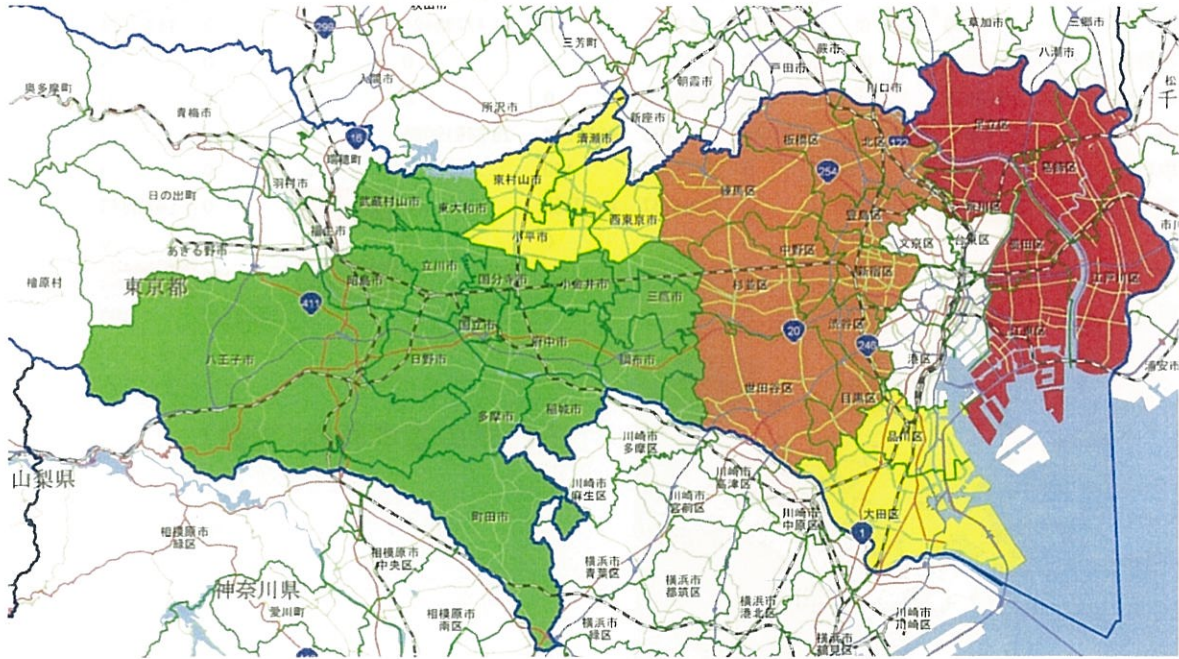 298
三芳町
草加市
三郷市
蕨市
八潮市
戸田市
奥多摩町
入間市
朝霞市
川口市
松
千
青梅市
所沢市
新座市
16
清瀬市
板橋区
北区
122
足立区
瑞穂町
254
葛飾区
羽村市
東村山市
練馬区
日の出町
武蔵村山市
東大和市
西東京市
豊島区
荒川区
福生市
小平市
文京区
台東区
墨田区
市川
あきる野市
中野区
檜原村
東京都
昭島市
立川市
国分寺市
小金井市
三鷹市
杉並区
新宿区
江戸川区
411
国立市
20
渋谷区
江東区
八王子市
日野市
府中市
調布市
246
港区
浦安市
世田谷区
目黒区
多摩市
稲城市
品川区
川崎市
多摩区
山梨県
川崎市
麻生区
川崎市
高津区
町田市
川崎市
宮前区
川崎市
中原区
大田区
1
相模原市
緑区
相模原市
中央区
横浜市
青葉区
神奈川県
横浜市
都筑区
愛川町
横浜市
港北区
相模原市
南区
横浜市
緑区
川崎市
川崎区
横浜市
鶴見区